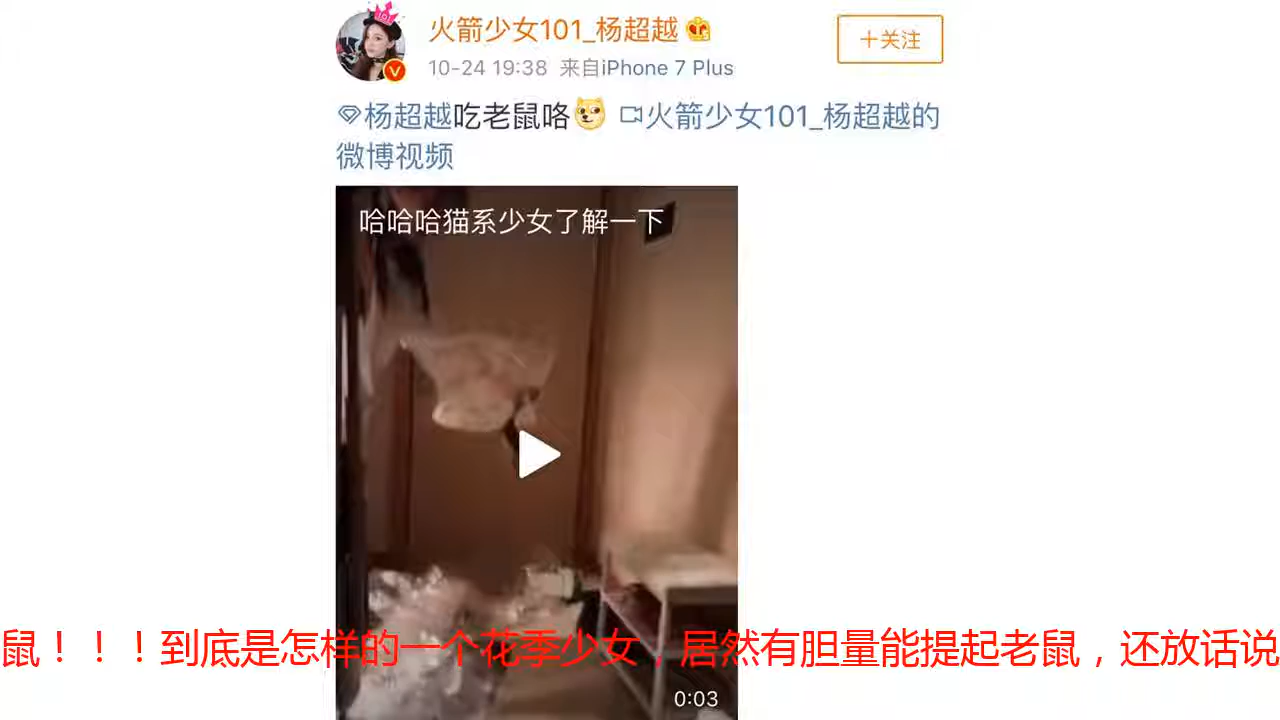 火箭少女101_杨超越
+关注
10-24 19:38 来自iPhone 7 Plus
杨超越吃老鼠咯 火箭少女101_杨超越的
微博视频
哈哈哈猫系少女了解一下
鼠！！！到底是怎样的一个花季少女，居然有胆量能提起老鼠，还放话说
0:03